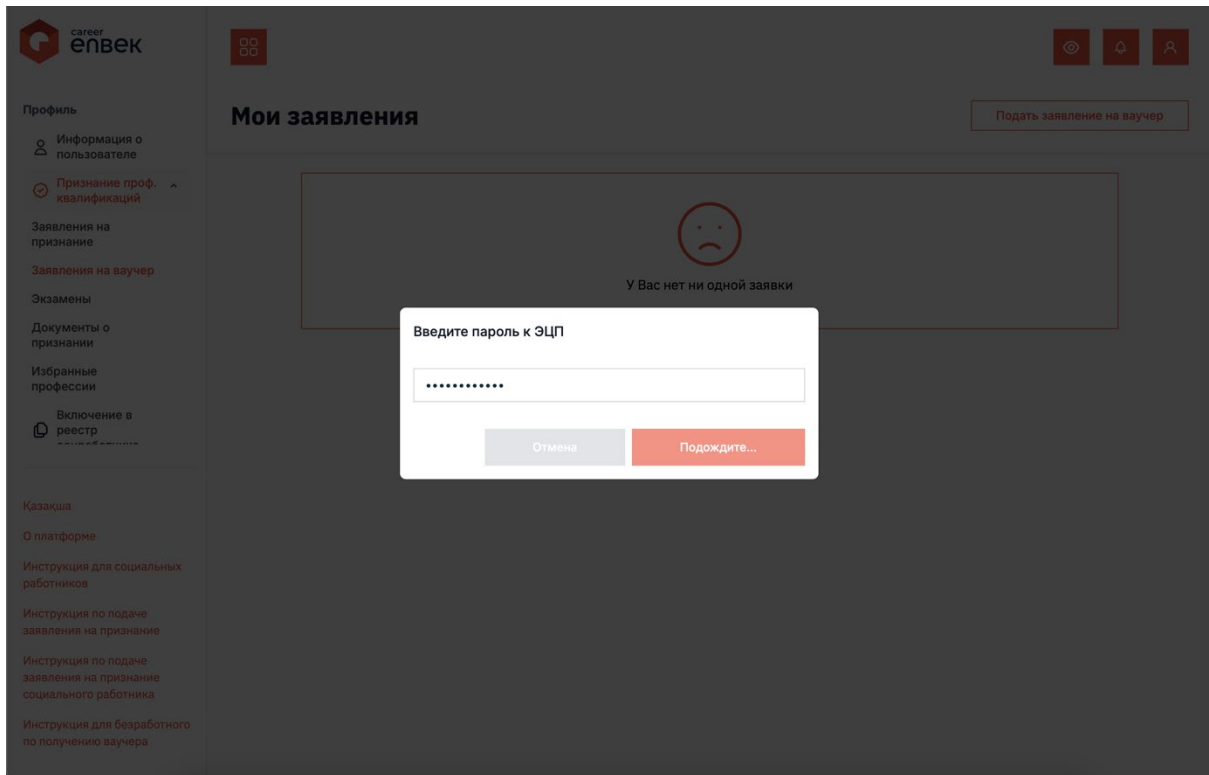 career
enbek
Профиль
Информация о
пользователе
Признание проф.
квалификаций
Заявления на
признание
Заявления на ваучер
Экзамены
Документы о
признании
Избранные
профессии
Включение в
реестр
Қазақша
О платформе
Инструкция для социальных
работников
Инструкция по подаче
заявления на признание
Инструкция по подаче
заявления на признание
социального работника
Инструкция для безработного
по получению ваучера
Мои заявления
Подать заявление на ваучер
У Вас нет ни одной заявки
Введите пароль к ЭЦП
••••••••••••
Отмена
Подождите...